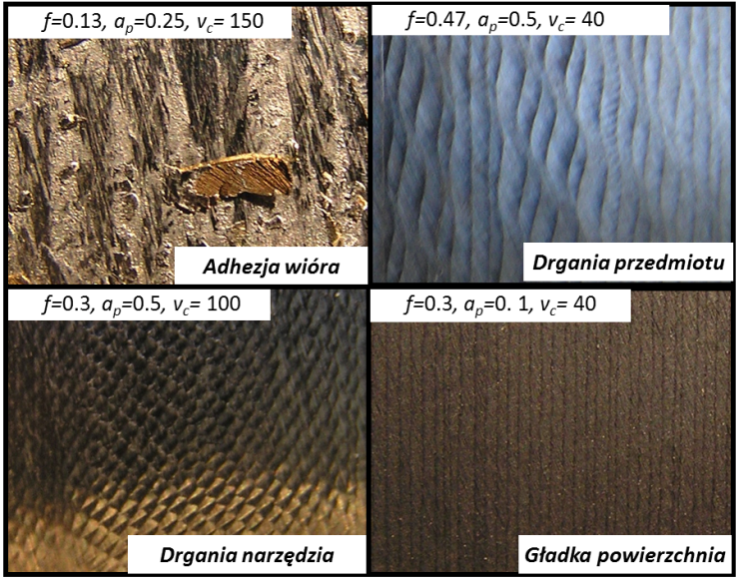 f=0.13, ap=0.25, vc= 150
f=0.47, ap=0.5, vc= 40
Adhezja wióra
Drgania przedmiotu
f=0.3, ap=0.5, vc= 100
f=0.3, ap=0. 1, vc= 40
Drgania narzędzia
Gładka powierzchnia